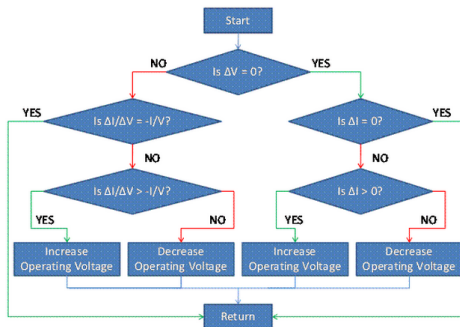 Start
Is ΔV = 0?
NO
YES
YES
Is ΔI/ΔV = -I/V?
Is ΔI = 0?
YES
NO
NO
Is ΔI/ΔV > -I/V?
Is ΔI > 0?
YES
NO
YES
NO
Increase
Operating Voltage
Decrease
Operating Voltage
Increase
Operating Voltage
Decrease
Operating Voltage
Return